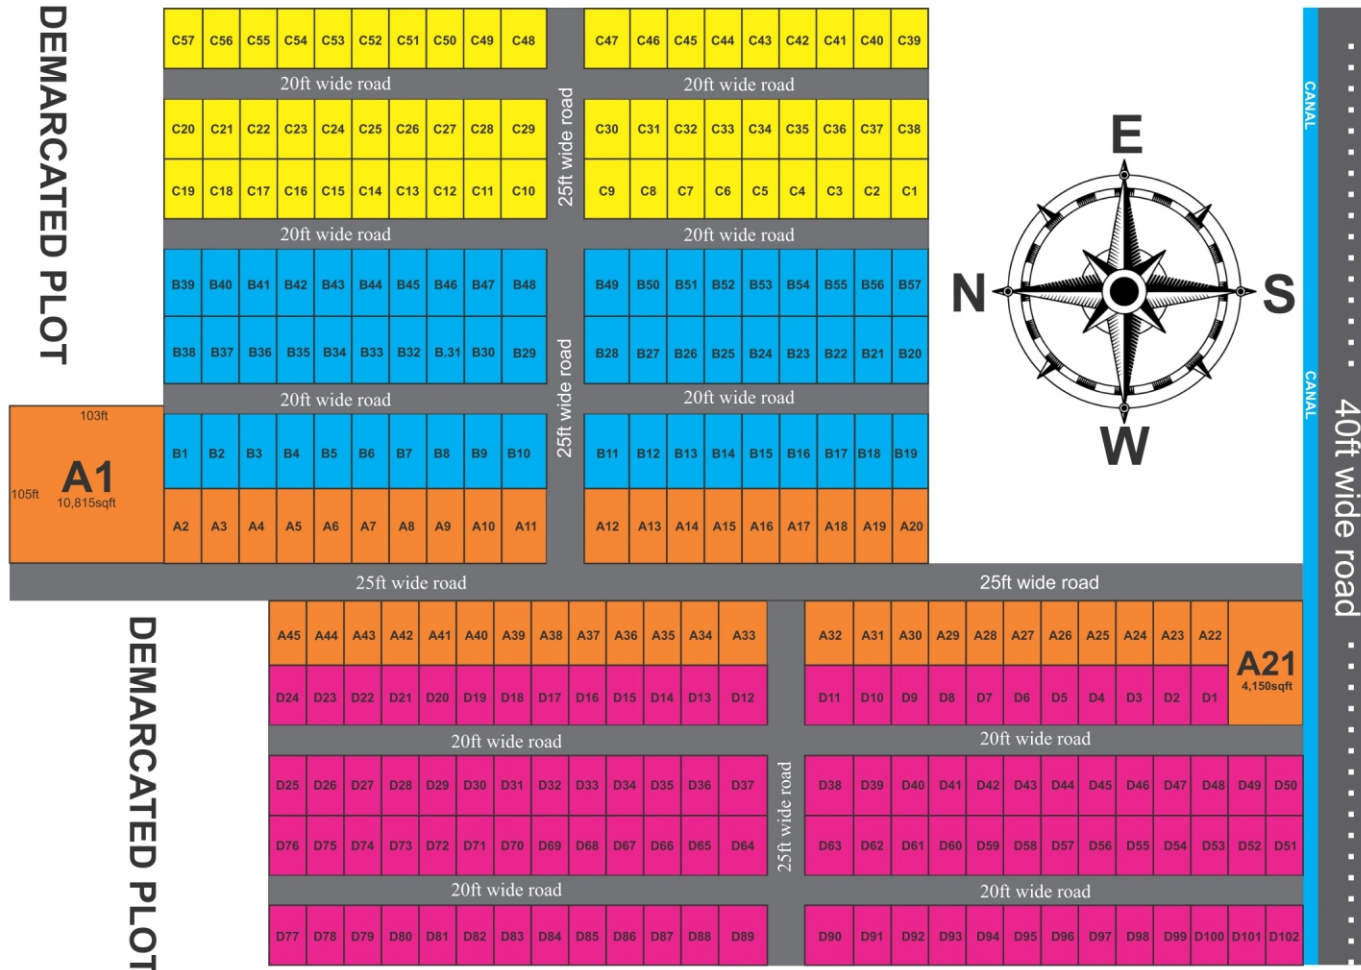 DEMARCATED PLOT
C57 C56 C55 C54 C53 C52 C51 C50 C49 C48 C47 C46 C45 C44 C43 C42 C41 C40 C39
20ft wide road 20ft wide road
C20 C21 C22 C23 C24 C25 C26 C27 C28 C29 C30 C31 C32 C33 C34 C35 C36 C37 C38
25ft wide road
C19 C18 C17 C16 C15 C14 C13 C12 C11 C10 C9 C8 C7 C6 C5 C4 C3 C2 C1
20ft wide road 20ft wide road
B39 B40 B41 B42 B43 B44 B45 B46 B47 B48 B49 B50 B51 B52 B53 B54 B55 B56 B57
B38 B37 B36 B35 B34 B33 B32 B.31 B30 B29 B28 B27 B26 B25 B24 B23 B22 B21 B20
20ft wide road 20ft wide road
25ft wide road
B1 B2 B3 B4 B5 B6 B7 B8 B9 B10 B11 B12 B13 B14 B15 B16 B17 B18 B19
103ft
105ft
A1
10,815sqft
A2 A3 A4 A5 A6 A7 A8 A9 A10 A11 A12 A13 A14 A15 A16 A17 A18 A19 A20
E
N S
W
CANAL
CANAL
40ft wide road
25ft wide road 25ft wide road
DEMARCATED PLOT
A45 A44 A43 A42 A41 A40 A39 A38 A37 A36 A35 A34 A33 A32 A31 A30 A29 A28 A27 A26 A25 A24 A23 A22
A21
4,150sqft
D24 D23 D22 D21 D20 D19 D18 D17 D16 D15 D14 D13 D12 D11 D10 D9 D8 D7 D6 D5 D4 D3 D2 D1
20ft wide road 20ft wide road
D25 D26 D27 D28 D29 D30 D31 D32 D33 D34 D35 D36 D37 D38 D39 D40 D41 D42 D43 D44 D45 D46 D47 D48 D49 D50
25ft wide road
D76 D75 D74 D73 D72 D71 D70 D69 D68 D67 D66 D65 D64 D63 D62 D61 D60 D59 D58 D57 D56 D55 D54 D53 D52 D51
20ft wide road 20ft wide road
D77 D78 D79 D80 D81 D82 D83 D84 D85 D86 D87 D88 D89 D90 D91 D92 D93 D94 D95 D96 D97 D98 D99 D100 D101 D102